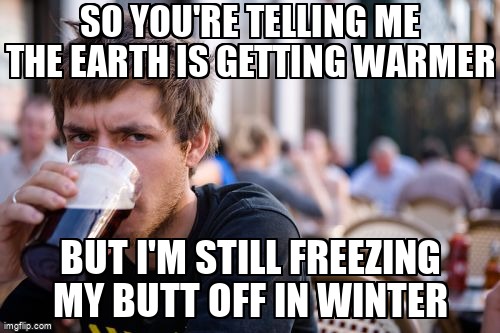 SO YOU'RE TELLING ME
THE EARTH IS GETTING WARMER
BUT I'M STILL FREEZING
MY BUTT OFF IN WINTER
imgflip.com